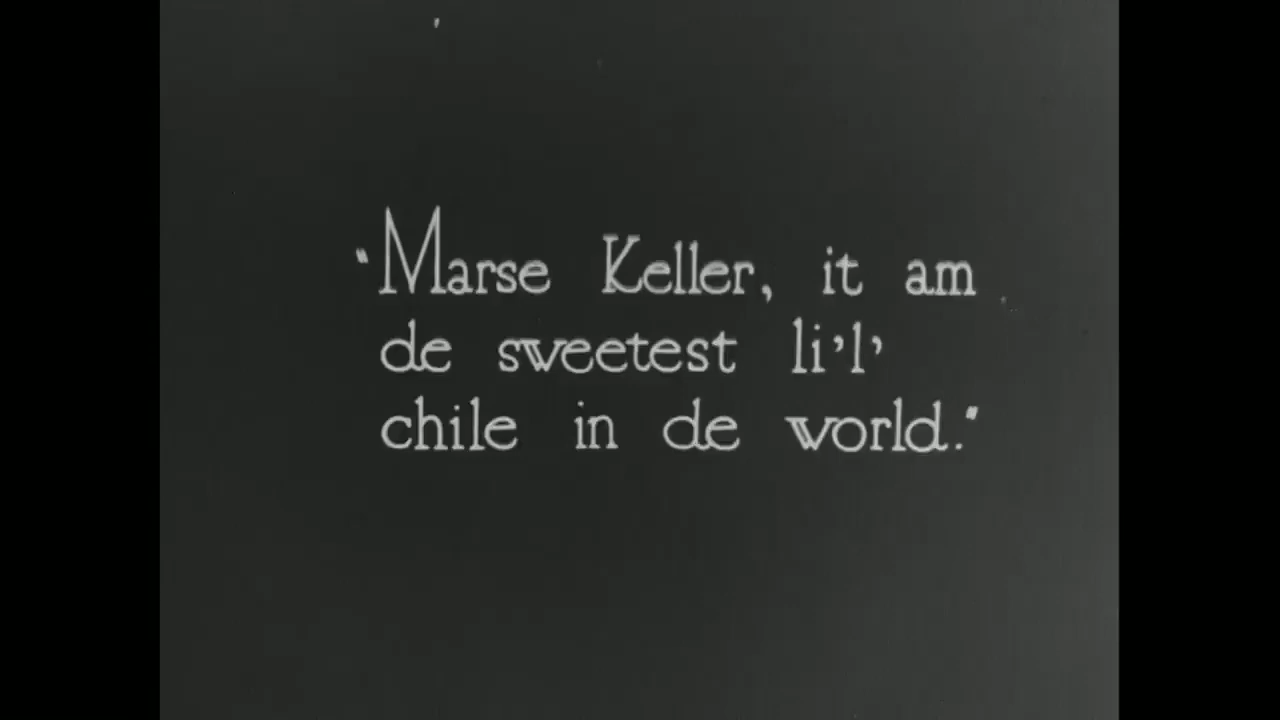 "Marse Keller, it am
de sweetest li'l'
chile in de world."